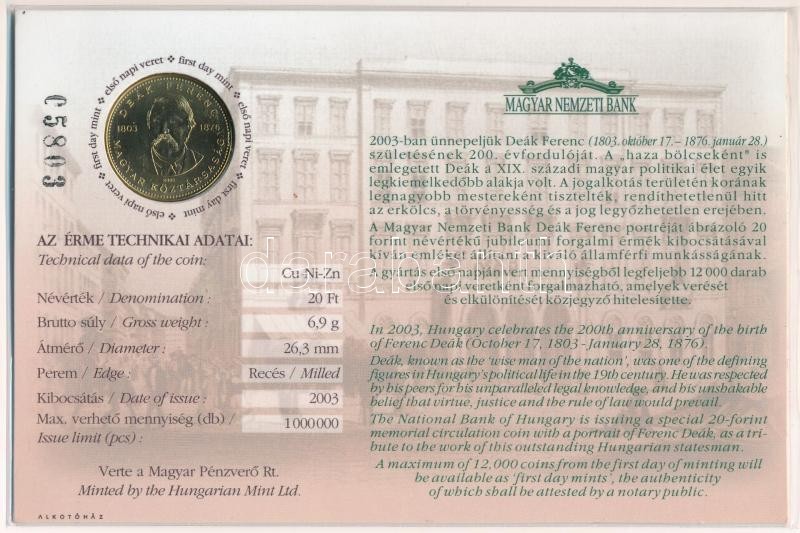 első napi veret ✤ first day mint ✤ első napi veret ✤ first day mint ✤ első napi veret ✤ first day mint
DEÁK FERENC
1803 1876
MAGYAR KÖZTÁRSASÁG
05803
AZ ÉRME TECHNIKAI ADATAI:
Technical data of the coin:
Cu-Ni-Zn
Névérték / Denomination : 20 Ft
Brutto súly / Gross weight : 6,9 g
Átmérő / Diameter : 26,3 mm
Perem / Edge : Recés / Milled
Kibocsátás / Date of issue : 2003
Max. verhető mennyiség (db) / 1 000 000
Issue limit (pcs) :
Verte a Magyar Pénzverő Rt.
Minted by the Hungarian Mint Ltd.
ALKOTÓHÁZ
MAGYAR NEMZETI BANK
2003-ban ünnepeljük Deák Ferenc (1803. október 17. – 1876. január 28.)
születésének 200. évfordulóját. A „haza bölcseként" is
emlegetett Deák a XIX. századi magyar politikai élet egyik
legkiemelkedőbb alakja volt. A jogalkotás területén korának
legnagyobb mestereként tisztelték, rendíthetetlenül hitt
az erkölcs, a törvényesség és a jog legyőzhetetlen erejében.
A Magyar Nemzeti Bank Deák Ferenc portréját ábrázoló 20
forint névértékű jubileumi forgalmi érmék kibocsátásával
kíván emléket állítani a kiváló államférfi munkásságának.
A gyártás első napján vert mennyiségből legfeljebb 12 000 darab
első napi veretként forgalmazható, amelyek verését
és elkülönítését közjegyző hitelesítette.
In 2003, Hungary celebrates the 200th anniversary of the birth
of Ferenc Deák (October 17, 1803 - January 28, 1876).
Deák, known as the 'wise man of the nation', was one of the defining
figures in Hungary's political life in the 19th century. He was respected
by his peers for his unparalleled legal knowledge, and his unshakable
belief that virtue, justice and the rule of law would prevail.
The National Bank of Hungary is issuing a special 20-forint
memorial circulation coin with a portrait of Ferenc Deák, as a tri-
bute to the work of this outstanding Hungarian statesman.
A maximum of 12,000 coins from the first day of minting will
be available as 'first day mints', the authenticity
of which shall be attested by a notary public.
darabanth